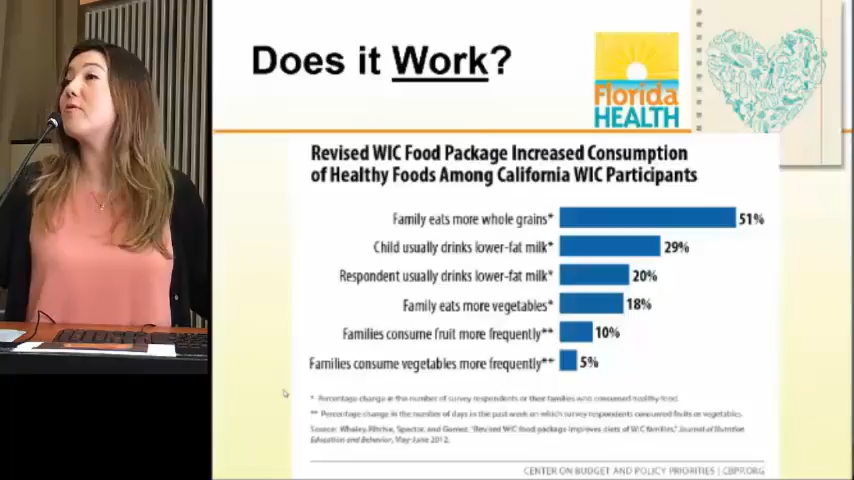 Does it Work?
Florida
HEALTH
Revised WIC Food Package Increased Consumption
of Healthy Foods Among California WIC Participants
Family eats more whole grains* 51%
Child usually drinks lower-fat milk* 29%
Respondent usually drinks lower-fat milk* 20%
Family eats more vegetables* 18%
Families consume fruit more frequently** 10%
Families consume vegetables more frequently** 5%
* Percentage change in the number of survey respondents or their families who consumed healthy food.
** Percentage change in the number of days in the past week on which survey respondents consumed fruits or vegetables.
Source: Whaley, Ritchie, Spector, and Gomez, "Revised WIC food package improves diets of WIC families," Journal of Nutrition
Education and Behavior, May-June 2012.
CENTER ON BUDGET AND POLICY PRIORITIES | CBPP.ORG